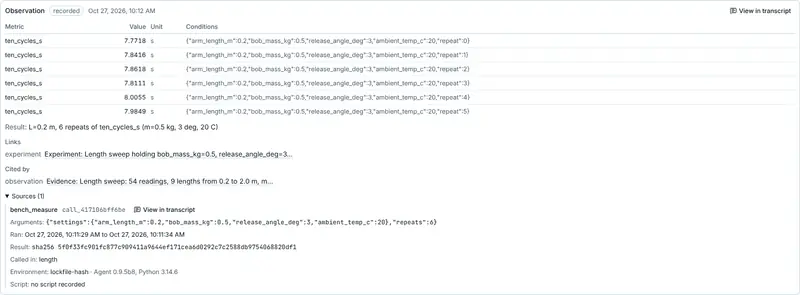 Observation recorded Oct 27, 2026, 10:12 AM View in transcript
Metric Value Unit Conditions
ten_cycles_s 7.7718 s {"arm_length_m":0.2,"bob_mass_kg":0.5,"release_angle_deg":3,"ambient_temp_c":20,"repeat":0}
ten_cycles_s 7.8416 s {"arm_length_m":0.2,"bob_mass_kg":0.5,"release_angle_deg":3,"ambient_temp_c":20,"repeat":1}
ten_cycles_s 7.8618 s {"arm_length_m":0.2,"bob_mass_kg":0.5,"release_angle_deg":3,"ambient_temp_c":20,"repeat":2}
ten_cycles_s 7.8111 s {"arm_length_m":0.2,"bob_mass_kg":0.5,"release_angle_deg":3,"ambient_temp_c":20,"repeat":3}
ten_cycles_s 8.0055 s {"arm_length_m":0.2,"bob_mass_kg":0.5,"release_angle_deg":3,"ambient_temp_c":20,"repeat":4}
ten_cycles_s 7.9849 s {"arm_length_m":0.2,"bob_mass_kg":0.5,"release_angle_deg":3,"ambient_temp_c":20,"repeat":5}
Result: L=0.2 m, 6 repeats of ten_cycles_s (m=0.5 kg, 3 deg, 20 C)
Links
experiment Experiment: Length sweep holding bob_mass_kg=0.5, release_angle_deg=3...
Cited by
observation Evidence: Length sweep: 54 readings, 9 lengths from 0.2 to 2.0 m, m...
▼ Sources (1)
bench_measure call_417106bff6be View in transcript
Arguments: {"settings":{"arm_length_m":0.2,"bob_mass_kg":0.5,"release_angle_deg":3,"ambient_temp_c":20},"repeats":6}
Ran: Oct 27, 2026, 10:11:29 AM to Oct 27, 2026, 10:11:34 AM
Result: sha256 5f0f33fc901fc877c909411a9644ef171cea6d0292c7c2588db9754068820df1
Called in: length
Environment: lockfile-hash · Agent 0.9.5b8, Python 3.14.6
Script: no script recorded